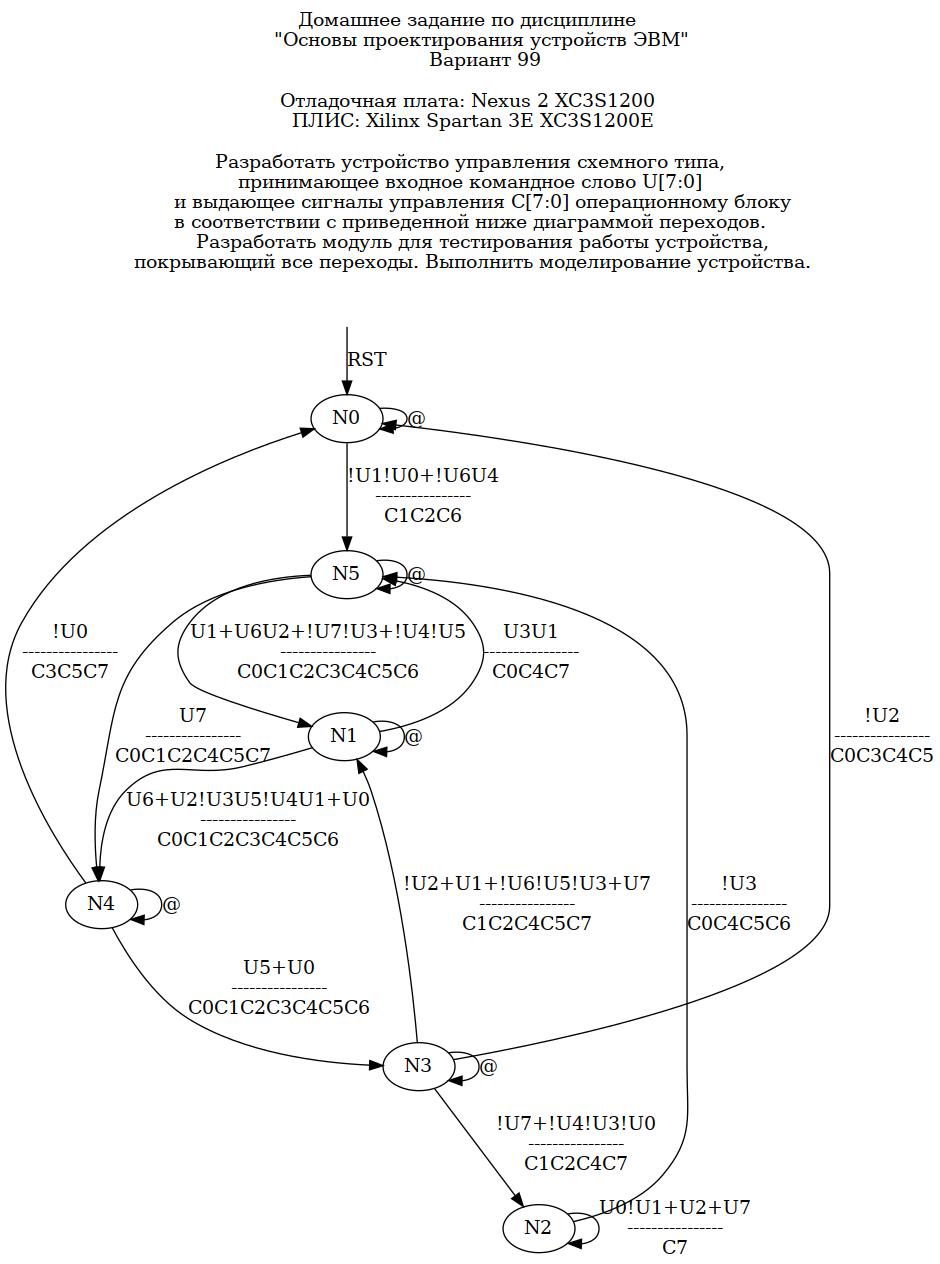 Домашнее задание по дисциплине
"Основы проектирования устройств ЭВМ"
Вариант 99
Отладочная плата: Nexus 2 XC3S1200
ПЛИС: Xilinx Spartan 3E XC3S1200E
Разработать устройство управления схемного типа,
принимающее входное командное слово U[7:0]
и выдающее сигналы управления C[7:0] операционному блоку
в соответствии с приведенной ниже диаграммой переходов.
Разработать модуль для тестирования работы устройства,
покрывающий все переходы. Выполнить моделирование устройства.
RST
N0
@
!U1!U0+!U6U4
----------------
C1C2C6
N5
@
!U0
----------------
C3C5C7
U1+U6U2+!U7!U3+!U4!U5
----------------
C0C1C2C3C4C5C6
U3U1
----------------
C0C4C7
U7
----------------
C0C1C2C4C5C7
N1
@
!U2
----------------
C0C3C4C5
U6+U2!U3U5!U4U1+U0
----------------
C0C1C2C3C4C5C6
N4
@
!U2+U1+!U6!U5!U3+U7
----------------
C1C2C4C5C7
!U3
----------------
C0C4C5C6
U5+U0
----------------
C0C1C2C3C4C5C6
N3
@
!U7+!U4!U3!U0
----------------
C1C2C4C7
N2
U0!U1+U2+U7
----------------
C7